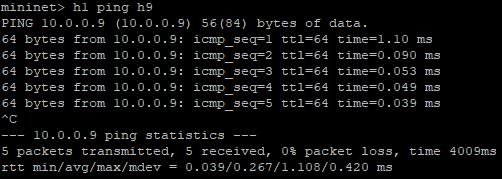 mininet> h1 ping h9
PING 10.0.0.9 (10.0.0.9) 56(84) bytes of data.
64 bytes from 10.0.0.9: icmp_seq=1 ttl=64 time=1.10 ms
64 bytes from 10.0.0.9: icmp_seq=2 ttl=64 time=0.090 ms
64 bytes from 10.0.0.9: icmp_seq=3 ttl=64 time=0.053 ms
64 bytes from 10.0.0.9: icmp_seq=4 ttl=64 time=0.049 ms
64 bytes from 10.0.0.9: icmp_seq=5 ttl=64 time=0.039 ms
^C
--- 10.0.0.9 ping statistics ---
5 packets transmitted, 5 received, 0% packet loss, time 4009ms
rtt min/avg/max/mdev = 0.039/0.267/1.108/0.420 ms